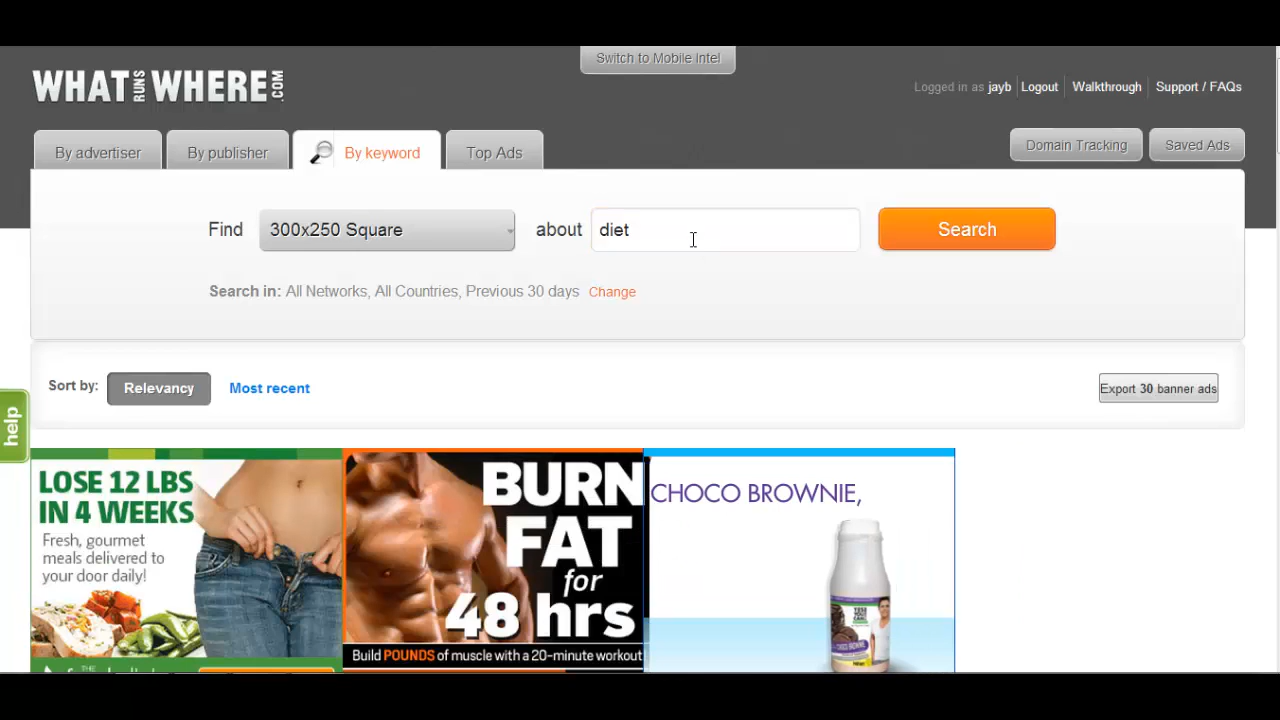 Switch to Mobile Intel
WHAT RUNS WHERE .COM
Logged in as jayb Logout Walkthrough Support / FAQs
By advertiser By publisher By keyword Top Ads Domain Tracking Saved Ads
Find 300x250 Square about diet Search
Search in: All Networks, All Countries, Previous 30 days Change
Sort by: Relevancy Most recent Export 30 banner ads
help
LOSE 12 LBS
IN 4 WEEKS
Fresh, gourmet
meals delivered to
your door daily!
THE
BURN
FAT
for
48 hrs
Build POUNDS of muscle with a 20-minute workout
CHOCO BROWNIE,
YES!
YOU CAN!